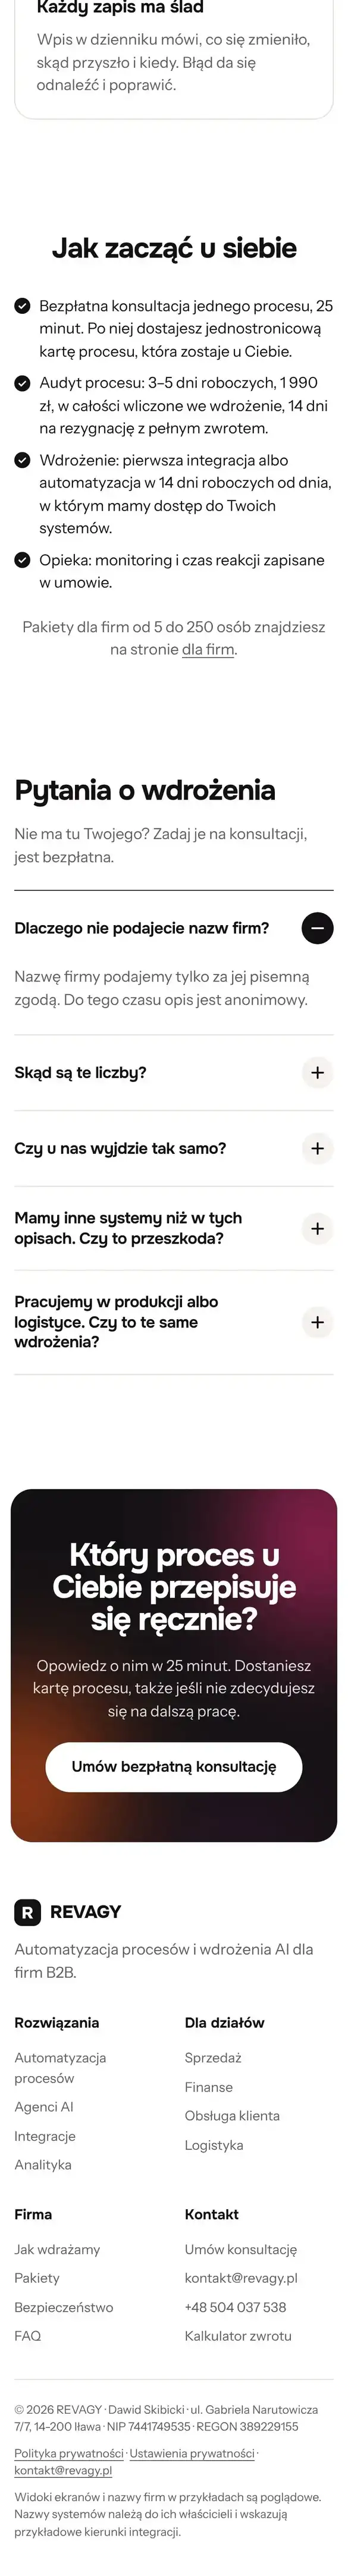 Każdy zapis ma ślad
Wpis w dzienniku mówi, co się zmieniło,
skąd przyszło i kiedy. Błąd da się
odnaleźć i poprawić.
Jak zacząć u siebie
Bezpłatna konsultacja jednego procesu, 25
minut. Po niej dostajesz jednostronicową
kartę procesu, która zostaje u Ciebie.
Audyt procesu: 3–5 dni roboczych, 1 990
zł, w całości wliczone we wdrożenie, 14 dni
na rezygnację z pełnym zwrotem.
Wdrożenie: pierwsza integracja albo
automatyzacja w 14 dni roboczych od dnia,
w którym mamy dostęp do Twoich
systemów.
Opieka: monitoring i czas reakcji zapisane
w umowie.
Pakiety dla firm od 5 do 250 osób znajdziesz
na stronie dla firm.
Pytania o wdrożenia
Nie ma tu Twojego? Zadaj je na konsultacji,
jest bezpłatna.
Dlaczego nie podajecie nazw firm?
Nazwę firmy podajemy tylko za jej pisemną
zgodą. Do tego czasu opis jest anonimowy.
Skąd są te liczby?
Czy u nas wyjdzie tak samo?
Mamy inne systemy niż w tych
opisach. Czy to przeszkoda?
Pracujemy w produkcji albo
logistyce. Czy to te same
wdrożenia?
Który proces u
Ciebie przepisuje
się ręcznie?
Opowiedz o nim w 25 minut. Dostaniesz
kartę procesu, także jeśli nie zdecydujesz
się na dalszą pracę.
Umów bezpłatną konsultację
R REVAGY
Automatyzacja procesów i wdrożenia AI dla
firm B2B.
Rozwiązania
Automatyzacja
procesów
Agenci AI
Integracje
Analityka
Dla działów
Sprzedaż
Finanse
Obsługa klienta
Logistyka
Firma
Jak wdrażamy
Pakiety
Bezpieczeństwo
FAQ
Kontakt
Umów konsultację
kontakt@revagy.pl
+48 504 037 538
Kalkulator zwrotu
© 2026 REVAGY · Dawid Skibicki · ul. Gabriela Narutowicza
7/7, 14-200 Iława · NIP 7441749535 · REGON 389229155
Polityka prywatności · Ustawienia prywatności ·
kontakt@revagy.pl
Widoki ekranów i nazwy firm w przykładach są poglądowe.
Nazwy systemów należą do ich właścicieli i wskazują
przykładowe kierunki integracji.